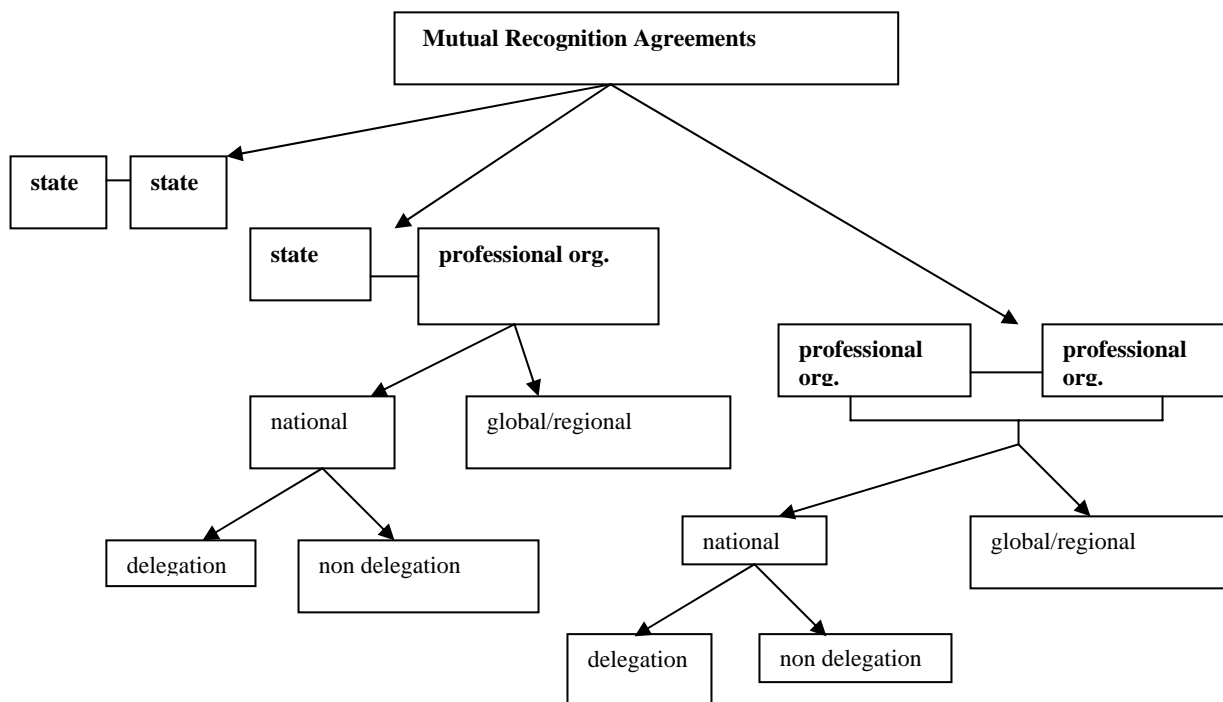 Mutual Recognition Agreements
state
state
state
professional org.
professional
org.
professional
org.
national
global/regional
national
global/regional
delegation
non delegation
delegation
non delegation